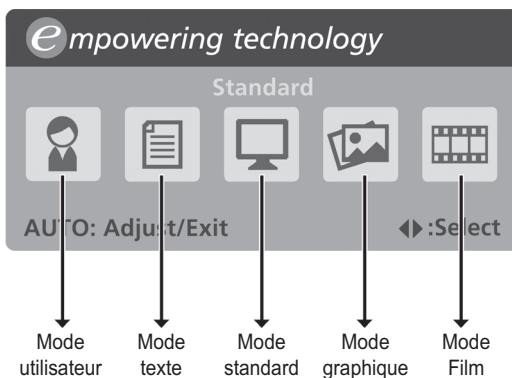 empowering technology
Standard
AUTO: Adjust/Exit ◀▶ :Select
Mode utilisateur
Mode texte
Mode standard
Mode graphique
Mode Film